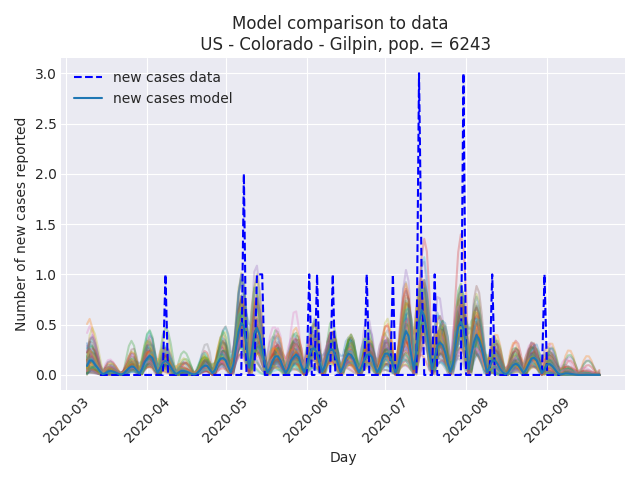 Model comparison to data
US - Colorado - Gilpin, pop. = 6243
new cases data
new cases model
Number of new cases reported
3.0
2.5
2.0
1.5
1.0
0.5
0.0
2020-03
2020-04
2020-05
2020-06
2020-07
2020-08
2020-09
Day